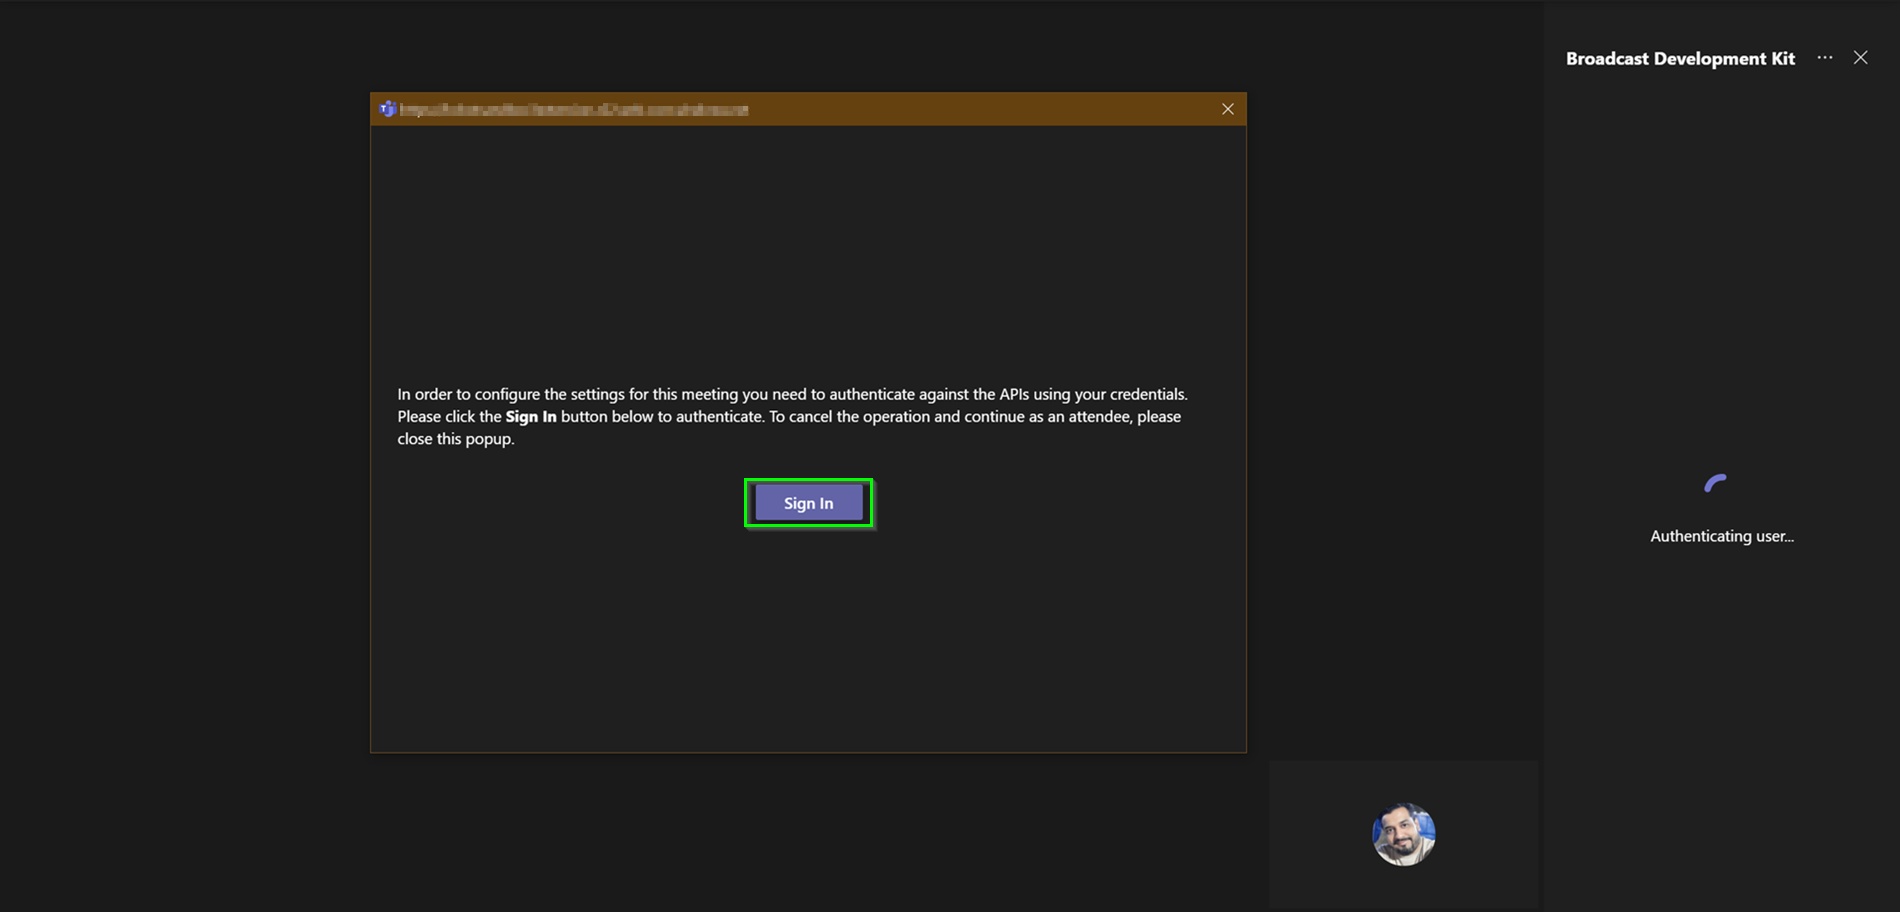 Broadcast Development Kit
In order to configure the settings for this meeting you need to authenticate against the APIs using your credentials.
Please click the Sign In button below to authenticate. To cancel the operation and continue as an attendee, please
close this popup.
Sign In
Authenticating user...